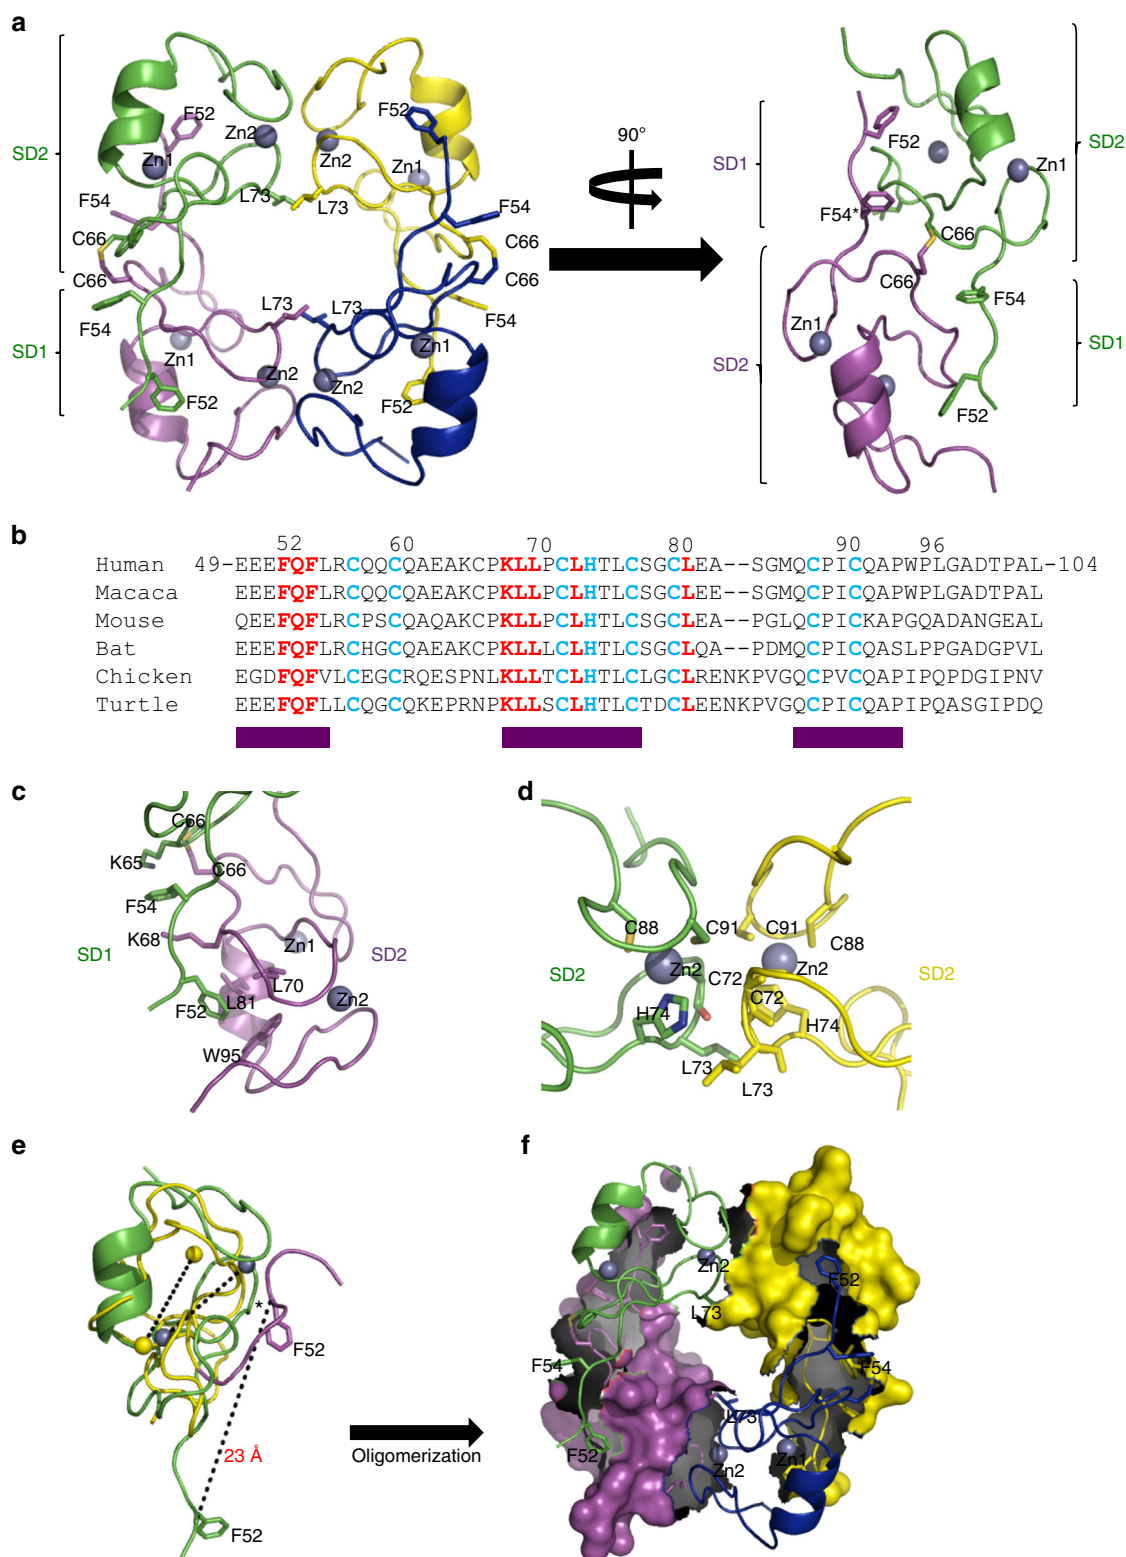 a
SD2
SD1
F52
Zn2
Zn1
L73
F54
C66
C66
F54
Zn1
Zn2
F52
L73
F52
Zn2
Zn1
L73
F54
C66
C66
F54
Zn1
Zn2
F52
90°
SD1
SD2
F52
Zn1
F54*
C66
C66
F54
Zn1
F52
SD2
SD1
b
52 60 70 80 90 96
Human 49-EEEFQFLRCQQCQAEAKCPKLLPCLHTLCSGCLEA--SGMQCPICQAPWPLGADTPAL-104
Macaca EEEFQFLRCQQCQAEAKCPKLLPCLHTLCSGCLEE--SGMQCPICQAPWPLGADTPAL
Mouse QEEFQFLRCPSCQAQAKCPKLLPCLHTLCSGCLEA--PGLQCPICKAPGQADANGEAL
Bat EEEFQFLRCHGCQAEAKCPKLLLCLHTLCSGCLQA--PDMQCPICQASLPPGADGPVL
Chicken EGDFQFVLCEGCRQESPNLKLLTCLHTLCLGCLRENKPVGQCPVCQAPIPQPDGIPNV
Turtle EEEFQFLLCQGCQKEPRNPKLLSCLHTLCTDCLEENKPVGQCPICQAPIPQASGIPDQ
c
C66
K65
C66
F54
K68
SD1
Zn1
SD2
L70
L81
F52
Zn2
W95
d
C88
C91
C91
C88
Zn2
Zn2
SD2
C72
C72
SD2
H74
H74
L73
L73
e
*
F52
23 Å
F52
Oligomerization
f
Zn2
F52
L73
F54
F54
L73
F52
Zn2
Zn1